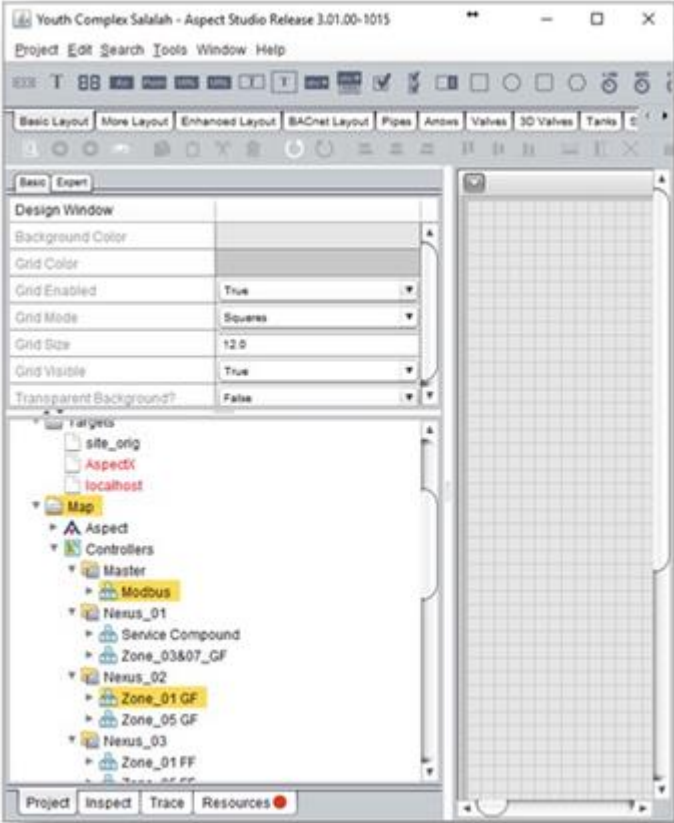 Youth Complex Salalah - Aspect Studio Release 3.01.00-1015
Project Edit Search Tools Window Help
T
Basic Layout More Layout Enhanced Layout BACnet Layout Pipes Arrows Valves 3D Valves Tanks
Basic Expert
Design Window
Background Color
Grid Color
Grid Enabled True
Grid Mode Squares
Grid Size 12.0
Grid Visible True
Transparent Background? False
Targets
site_orig
AspectX
localhost
Map
Aspect
Controllers
Master
Modbus
Nexus_01
Service Compound
Zone_03&07_GF
Nexus_02
Zone_01 GF
Zone_05 GF
Nexus_03
Zone_01 FF
Project Inspect Trace Resources